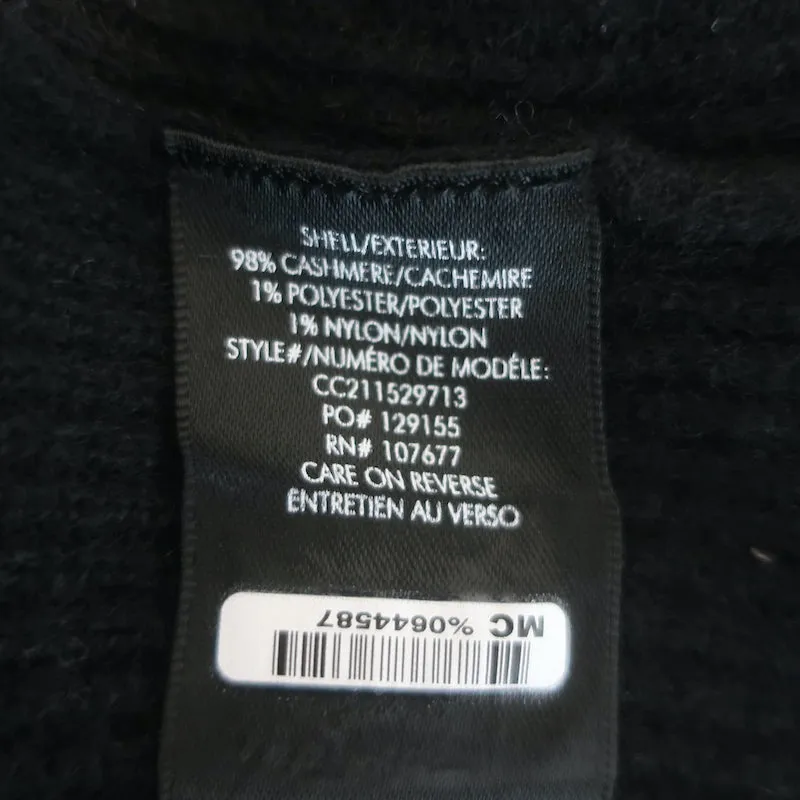 SHELL/EXTERIEUR:
98% CASHMERE/CACHEMIRE
1% POLYESTER/POLYESTER
1% NYLON/NYLON
STYLE#/NUMÉRO DE MODÉLE:
CC211529713
PO# 129155
RN# 107677
CARE ON REVERSE
ENTRETIEN AU VERSO
MC %0644587